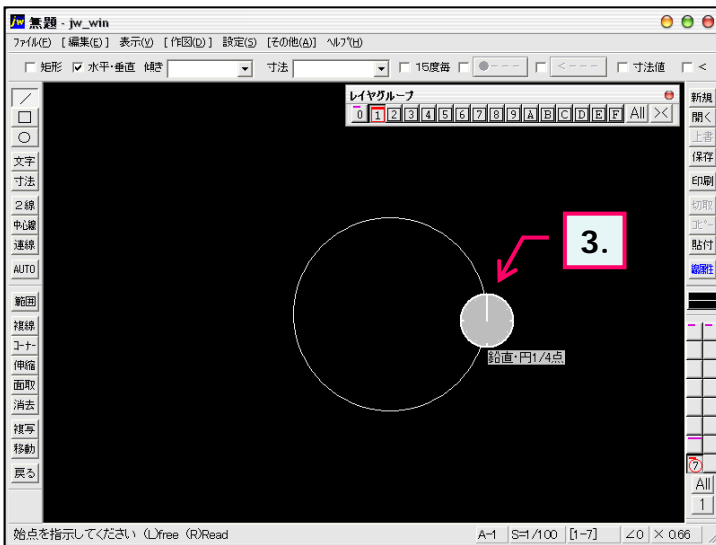 無題 - jw_win
ファイル(F) [編集(E)] 表示(V) [作図(D)] 設定(S) [その他(A)] ヘルプ(H)
矩形 水平・垂直 傾き 寸法 15度毎 ●--- <--- 寸法値 <
レイヤグループ
0 1 2 3 4 5 6 7 8 9 A B C D E F All ><
／
□
○
文字
寸法
2線
中心線
連線
AUTO
範囲
複線
コーナー
伸縮
面取
消去
複写
移動
戻る
3.
鉛直・円1/4点
新規
開く
上書
保存
印刷
切取
コピー
貼付
線属性
7
All
1
始点を指示してください (L)free (R)Read
A-1 S=1/100 [1-7] ∠0 × 0.66